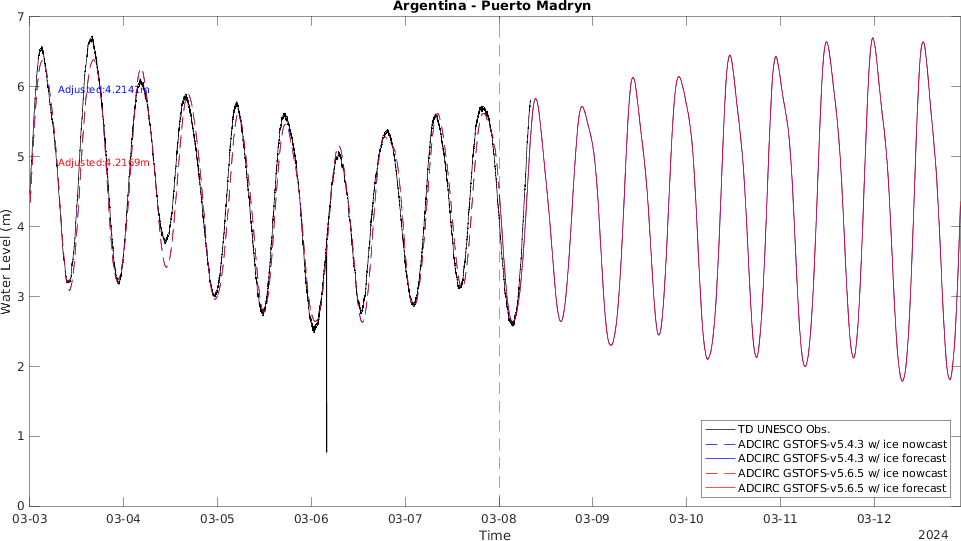 Argentina - Puerto Madryn
7
6
5
4
3
2
1
0
Water Level (m)
Adjusted:4.2147m
Adjusted:4.2169m
TD UNESCO Obs.
ADCIRC GSTOFS-v5.4.3 w/ ice nowcast
ADCIRC GSTOFS-v5.4.3 w/ ice forecast
ADCIRC GSTOFS-v5.6.5 w/ ice nowcast
ADCIRC GSTOFS-v5.6.5 w/ ice forecast
03-03 03-04 03-05 03-06 03-07 03-08 03-09 03-10 03-11 03-12
Time
2024